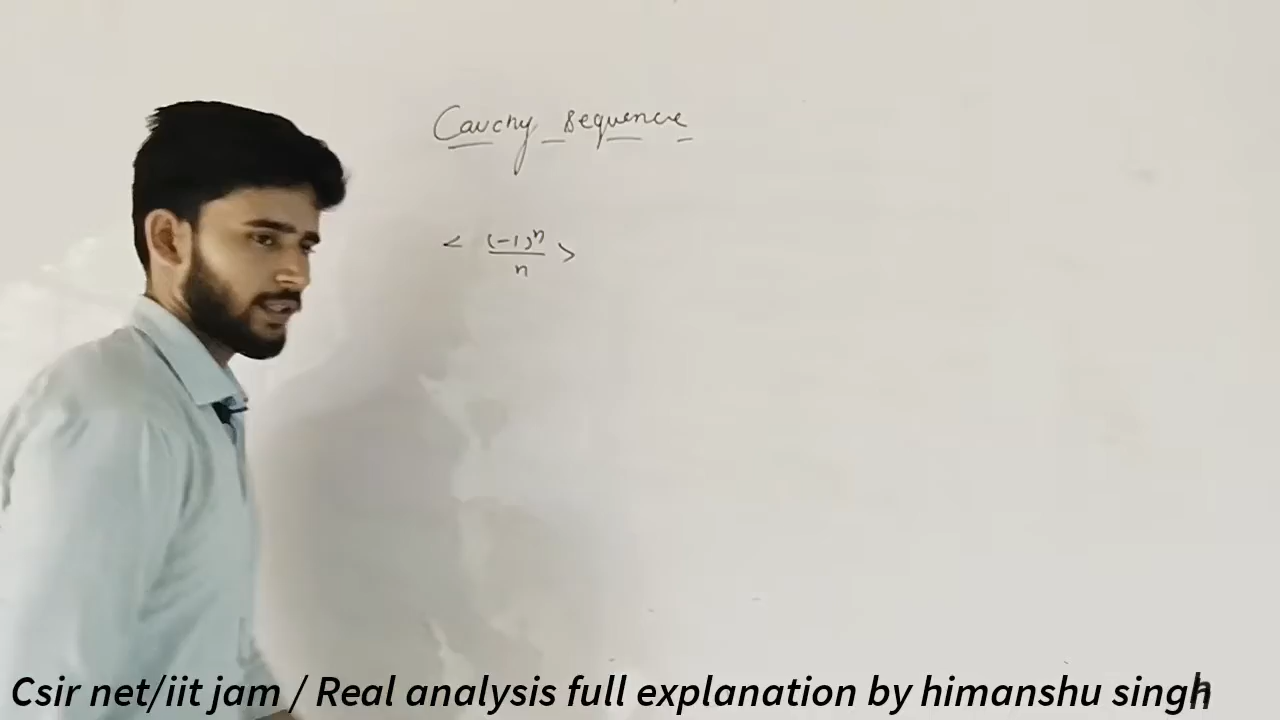 Cauchy sequence
< (-1)^n/n >
Csir net/iit jam / Real analysis full explanation by himanshu singh